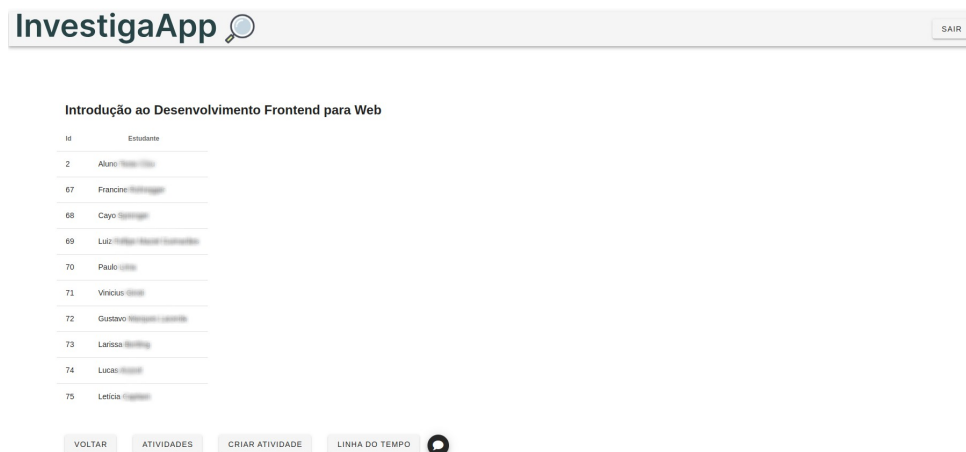 InvestigaApp
SAIR
Introdução ao Desenvolvimento Frontend para Web
Id Estudante
2 Aluno
67 Francine
68 Cayo
69 Luiz
70 Paulo
71 Vinicius
72 Gustavo
73 Larissa
74 Lucas
75 Letícia
VOLTAR ATIVIDADES CRIAR ATIVIDADE LINHA DO TEMPO